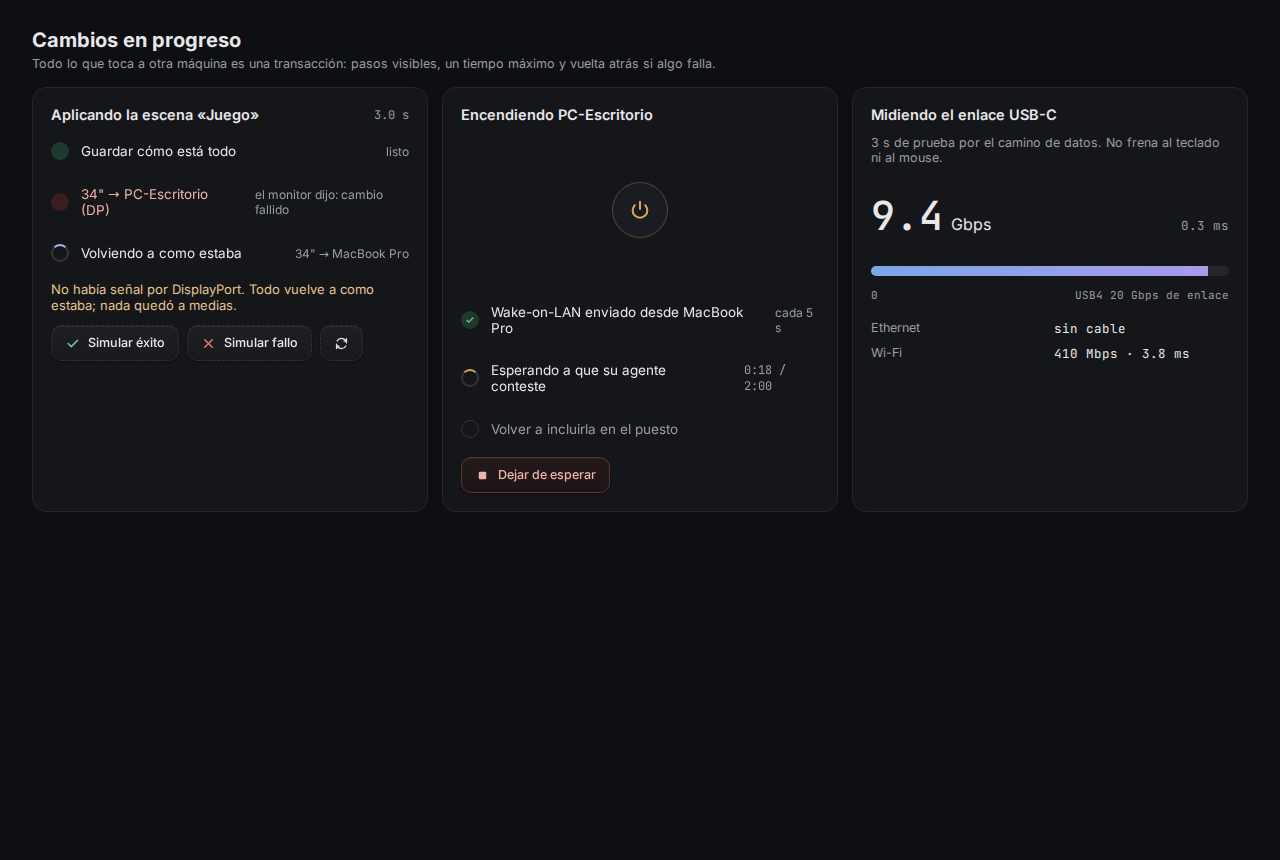 Cambios en progreso
Todo lo que toca a otra máquina es una transacción: pasos visibles, un tiempo máximo y vuelta atrás si algo falla.
Aplicando la escena «Juego» 3.0 s
Guardar cómo está todo listo
34" → PC-Escritorio (DP) el monitor dijo: cambio fallido
Volviendo a como estaba 34" → MacBook Pro
No había señal por DisplayPort. Todo vuelve a como
estaba; nada quedó a medias.
Simular éxito Simular fallo
Encendiendo PC-Escritorio
Wake-on-LAN enviado desde MacBook Pro cada 5 s
Esperando a que su agente conteste 0:18 / 2:00
Volver a incluirla en el puesto
Dejar de esperar
Midiendo el enlace USB-C
3 s de prueba por el camino de datos. No frena al teclado
ni al mouse.
9.4 Gbps 0.3 ms
0 USB4 20 Gbps de enlace
Ethernet sin cable
Wi-Fi 410 Mbps · 3.8 ms